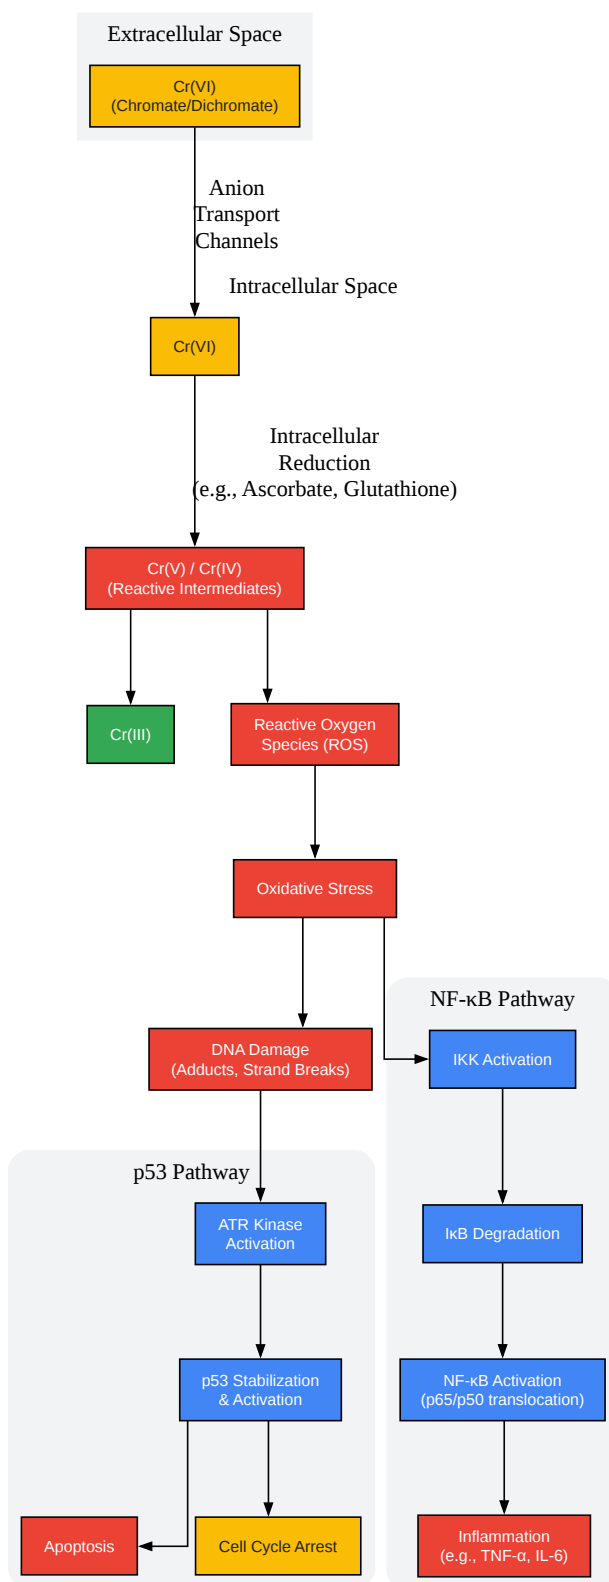 Extracellular Space
Cr(VI)
(Chromate/Dichromate)
Anion
Transport
Channels
Intracellular Space
Cr(VI)
Intracellular
Reduction
(e.g., Ascorbate, Glutathione)
Cr(V) / Cr(IV)
(Reactive Intermediates)
Cr(III)
Reactive Oxygen
Species (ROS)
Oxidative Stress
NF-κB Pathway
DNA Damage
(Adducts, Strand Breaks)
IKK Activation
p53 Pathway
ATR Kinase
Activation
IκB Degradation
p53 Stabilization
& Activation
NF-κB Activation
(p65/p50 translocation)
Apoptosis
Cell Cycle Arrest
Inflammation
(e.g., TNF-α, IL-6)